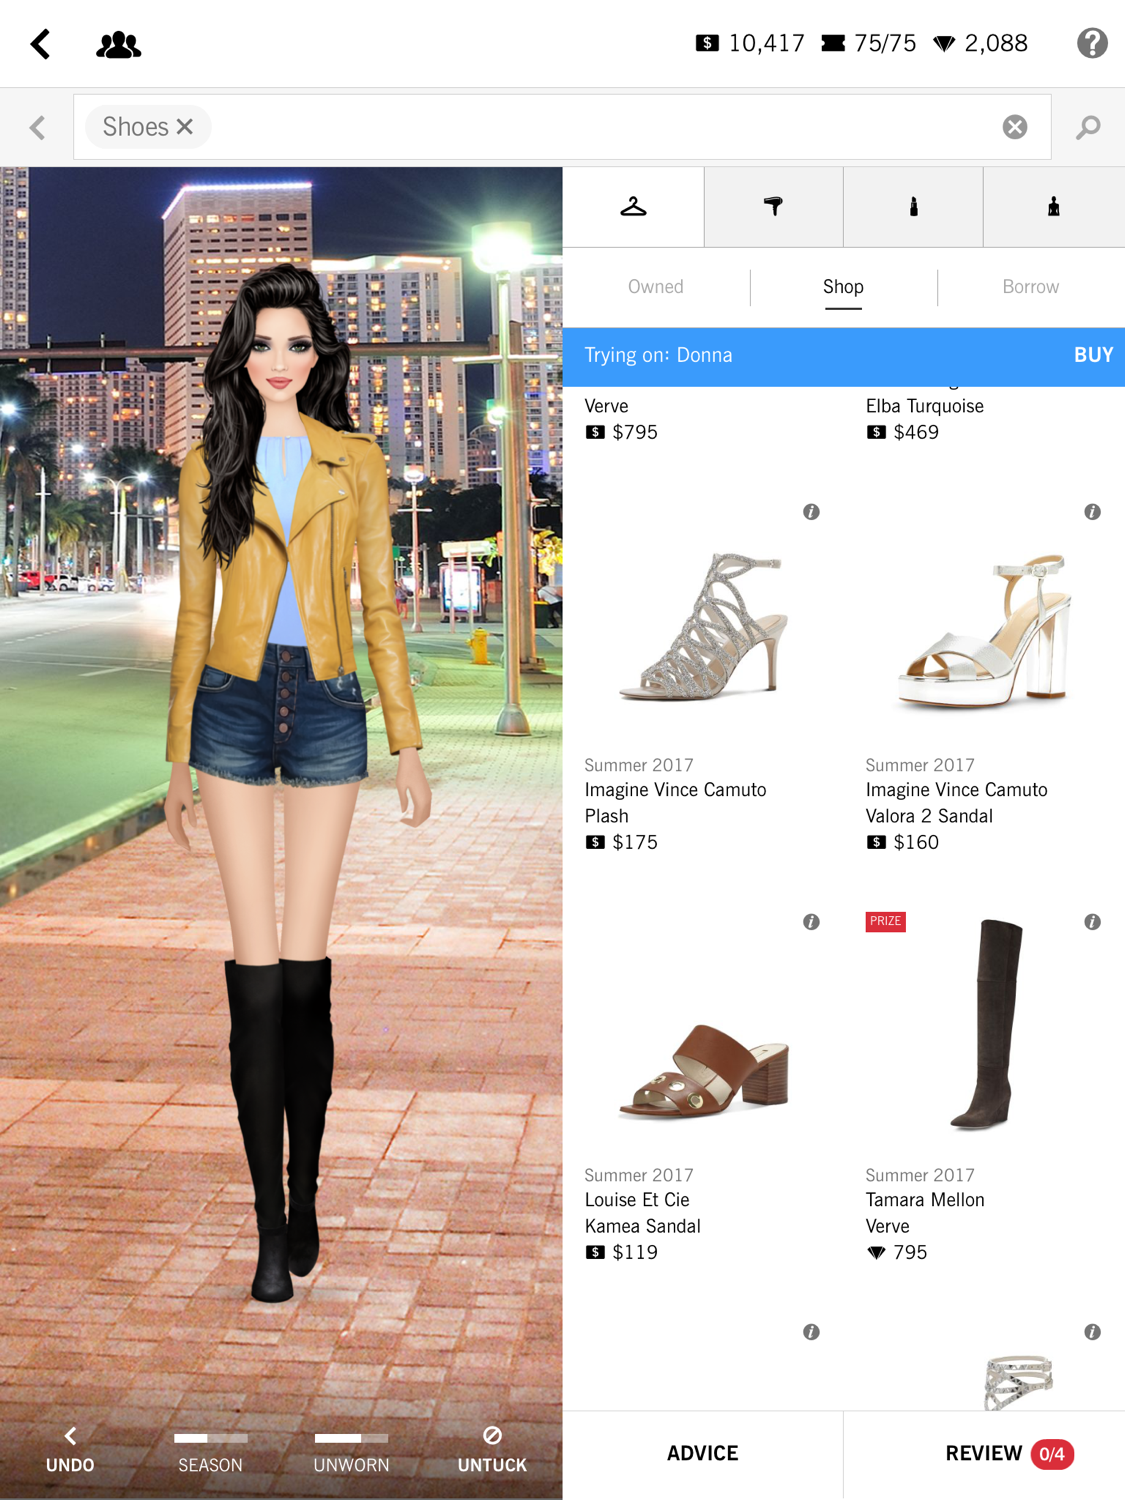 $ 10,417 75/75 2,088 ?
Shoes ✕
Owned Shop Borrow
Trying on: Donna BUY
Verve
$ $795
Elba Turquoise
$ $469
Summer 2017
Imagine Vince Camuto
Plash
$ $175
Summer 2017
Imagine Vince Camuto
Valora 2 Sandal
$ $160
Summer 2017
Louise Et Cie
Kamea Sandal
$ $119
PRIZE
Summer 2017
Tamara Mellon
Verve
795
UNDO SEASON UNWORN UNTUCK
ADVICE REVIEW 0/4